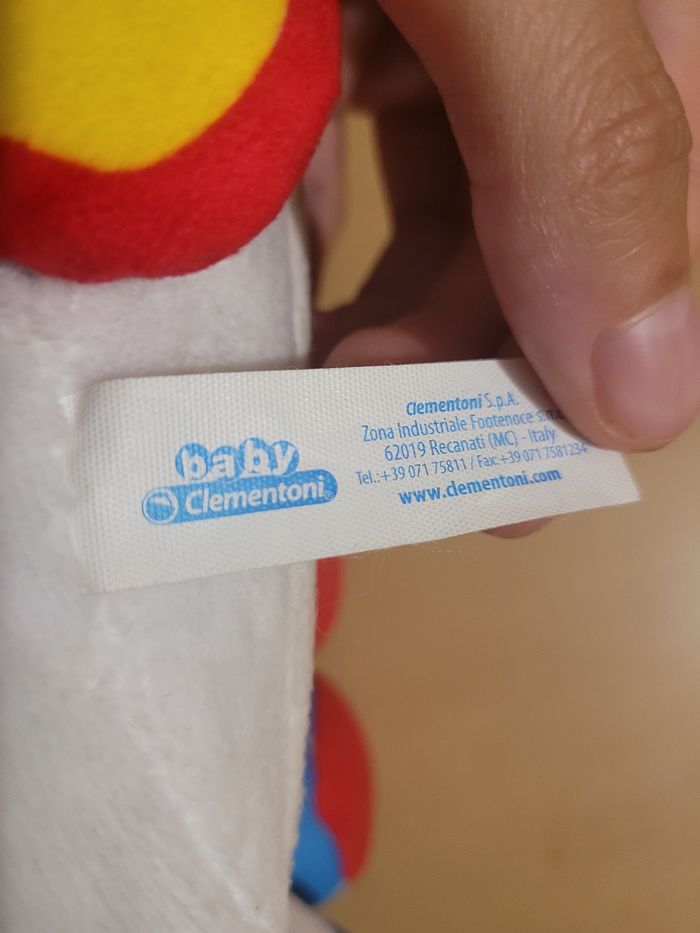 baby
Clementoni®
Clementoni S.p.A.
Zona Industriale Fontenoce s.n.c.
62019 Recanati (MC) - Italy
Tel.:+39 071 75811 / Fax:+39 071 7581234
www.clementoni.com